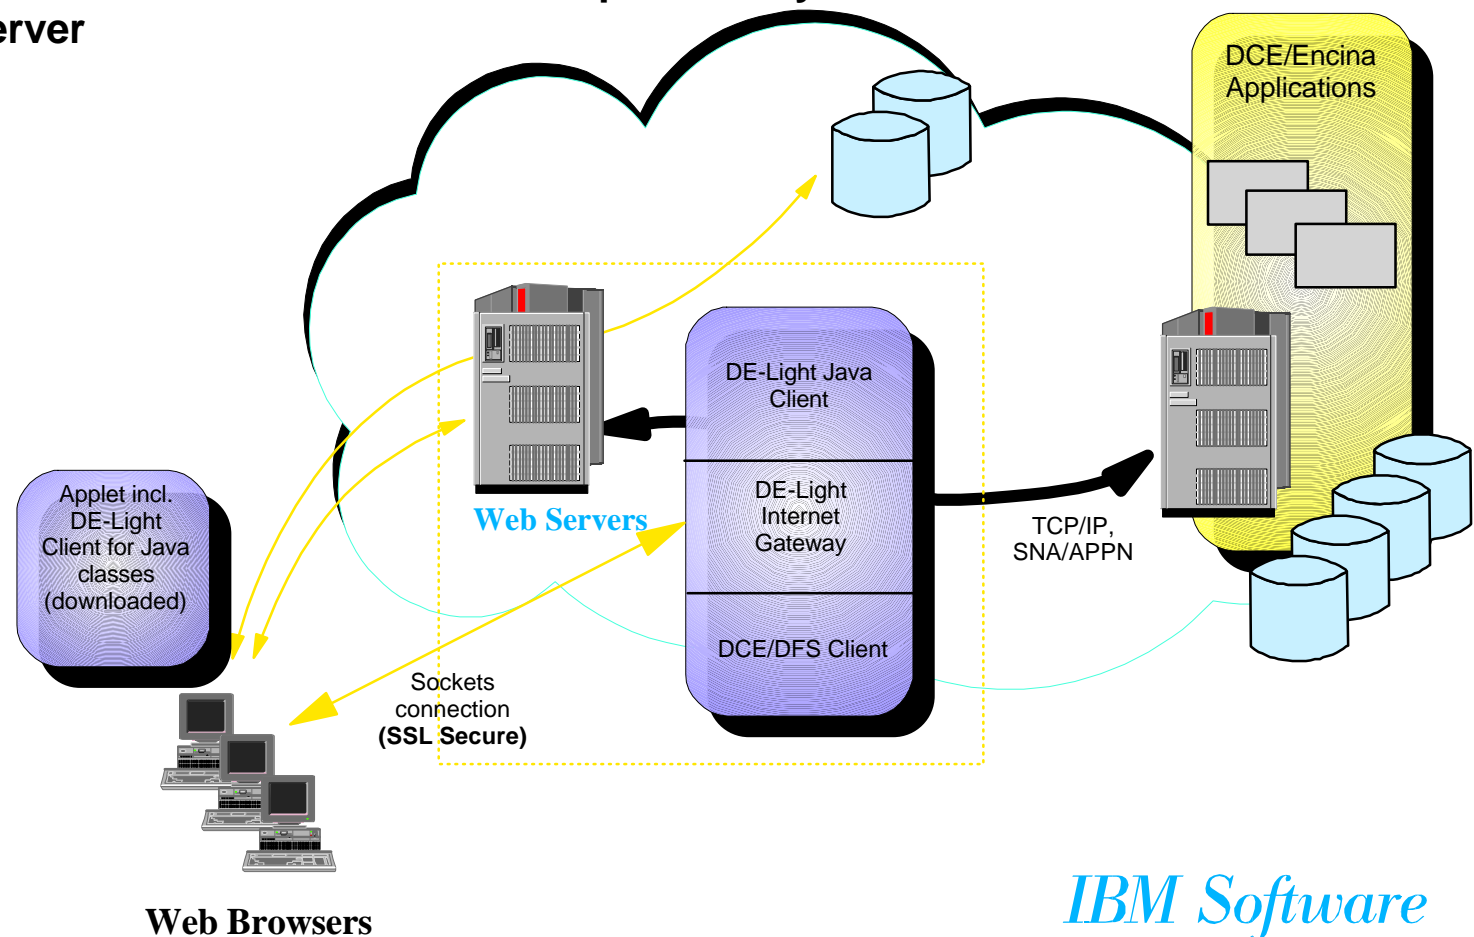 erver
DCE/Encina
Applications
DE-Light Java
Client
DE-Light
Internet
Gateway
DCE/DFS Client
Web Servers
TCP/IP,
SNA/APPN
Applet incl.
DE-Light
Client for Java
classes
(downloaded)
Sockets
connection
(SSL Secure)
Web Browsers
IBM Software